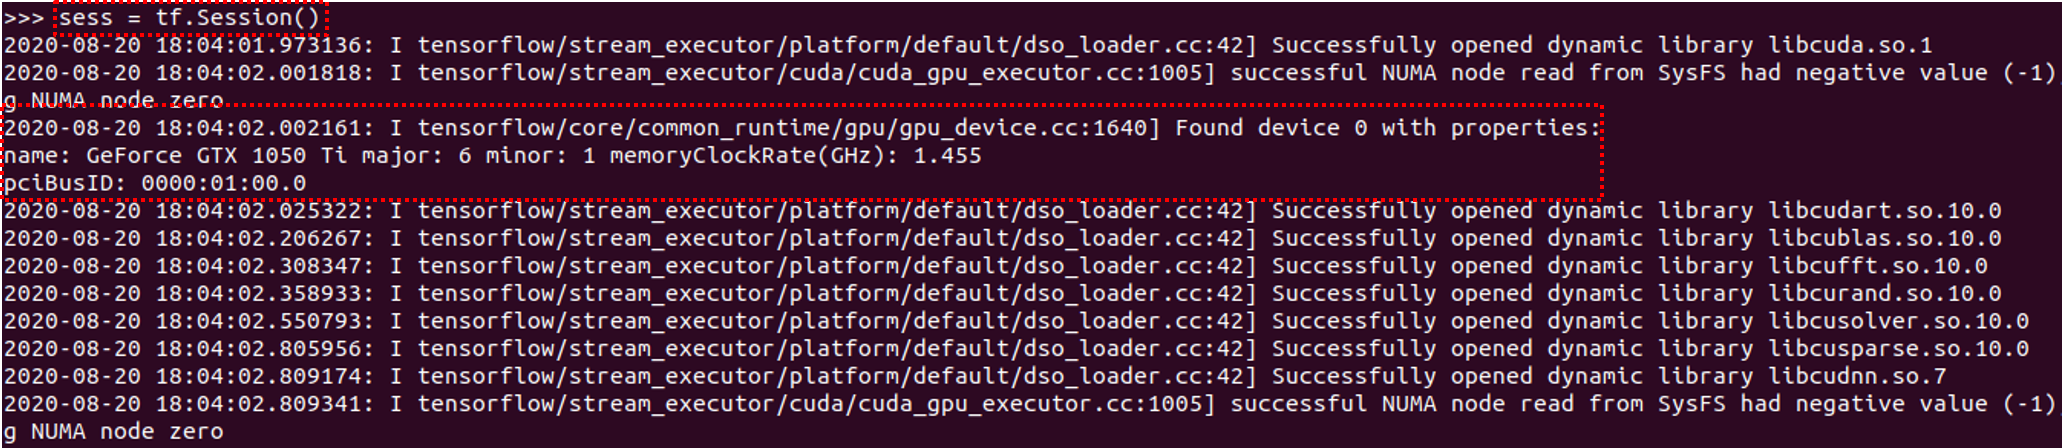 >>> sess = tf.Session()
2020-08-20 18:04:01.973136: I tensorflow/stream_executor/platform/default/dso_loader.cc:42] Successfully opened dynamic library libcuda.so.1
2020-08-20 18:04:02.001818: I tensorflow/stream_executor/cuda/cuda_gpu_executor.cc:1005] successful NUMA node read from SysFS had negative value (-1)
g NUMA node zero
2020-08-20 18:04:02.002161: I tensorflow/core/common_runtime/gpu/gpu_device.cc:1640] Found device 0 with properties:
name: GeForce GTX 1050 Ti major: 6 minor: 1 memoryClockRate(GHz): 1.455
pciBusID: 0000:01:00.0
2020-08-20 18:04:02.025322: I tensorflow/stream_executor/platform/default/dso_loader.cc:42] Successfully opened dynamic library libcudart.so.10.0
2020-08-20 18:04:02.206267: I tensorflow/stream_executor/platform/default/dso_loader.cc:42] Successfully opened dynamic library libcublas.so.10.0
2020-08-20 18:04:02.308347: I tensorflow/stream_executor/platform/default/dso_loader.cc:42] Successfully opened dynamic library libcufft.so.10.0
2020-08-20 18:04:02.358933: I tensorflow/stream_executor/platform/default/dso_loader.cc:42] Successfully opened dynamic library libcurand.so.10.0
2020-08-20 18:04:02.550793: I tensorflow/stream_executor/platform/default/dso_loader.cc:42] Successfully opened dynamic library libcusolver.so.10.0
2020-08-20 18:04:02.805956: I tensorflow/stream_executor/platform/default/dso_loader.cc:42] Successfully opened dynamic library libcusparse.so.10.0
2020-08-20 18:04:02.809174: I tensorflow/stream_executor/platform/default/dso_loader.cc:42] Successfully opened dynamic library libcudnn.so.7
2020-08-20 18:04:02.809341: I tensorflow/stream_executor/cuda/cuda_gpu_executor.cc:1005] successful NUMA node read from SysFS had negative value (-1)
g NUMA node zero